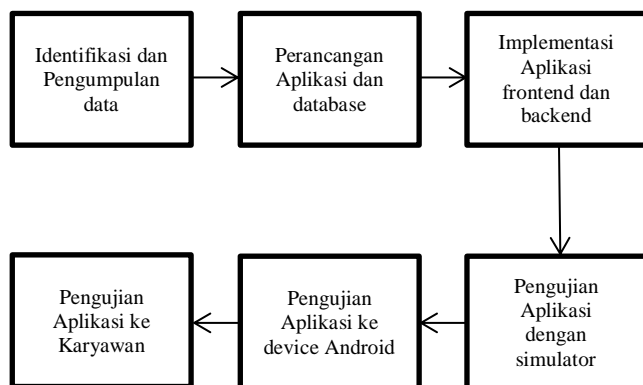 Identifikasi dan
Pengumpulan
data
Perancangan
Aplikasi dan
database
Implementasi
Aplikasi
frontend dan
backend
Pengujian
Aplikasi
dengan
simulator
Pengujian
Aplikasi ke
device Android
Pengujian
Aplikasi ke
Karyawan